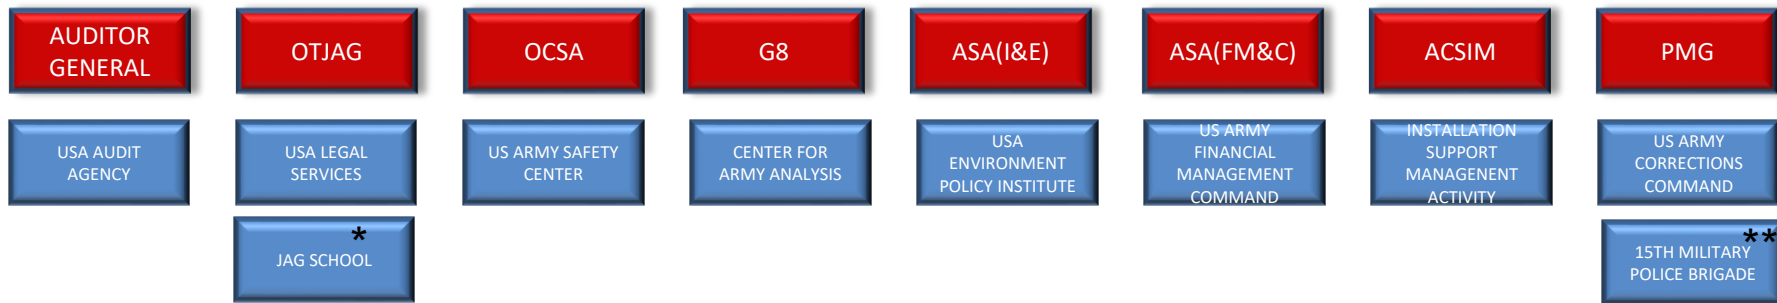 AUDITOR
GENERAL
OTJAG
OCSA
G8
ASA(I&E)
ASA(FM&C)
ACSIM
PMG
USA AUDIT
AGENCY
USA LEGAL
SERVICES
US ARMY SAFETY
CENTER
CENTER FOR
ARMY ANALYSIS
USA
ENVIRONMENT
POLICY INSTITUTE
US ARMY
FINANCIAL
MANAGEMENT
COMMAND
INSTALLATION
SUPPORT
MANAGENENT
ACTIVITY
US ARMY
CORRECTIONS
COMMAND
*
JAG SCHOOL
**
15TH MILITARY
POLICE BRIGADE